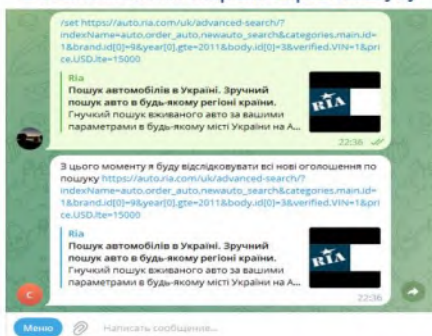 rset https://auto.ria.com/uk/advanced-search/?
indexName=auto,order_auto,newauto_search&categories.main.id=
1&brand.id[0]=9&year[0].gte=2011&body.id[0]=3&verified.VIN=1&pri
ce.USD.lte=15000
Ria
Пошук автомобілів в Україні. Зручний
пошук авто в будь-якому регіоні країни.
Гнучкий пошук вживаного авто за вашими
параметрами в будь-якому місті України на A...
RIA
22:36
З цього моменту я буду відслідковувати всі нові оголошення по
пошуку https://auto.ria.com/uk/advanced-search/?
indexName=auto,order_auto,newauto_search&categories.main.id=
1&brand.id[0]=9&year[0].gte=2011&body.id[0]=3&verified.VIN=1&pri
ce.USD.lte=15000
Ria
Пошук автомобілів в Україні. Зручний
пошук авто в будь-якому регіоні країни.
Гнучкий пошук вживаного авто за вашими
параметрами в будь-якому місті України на A...
RIA
22:36
C
Меню
Написать сообщение...